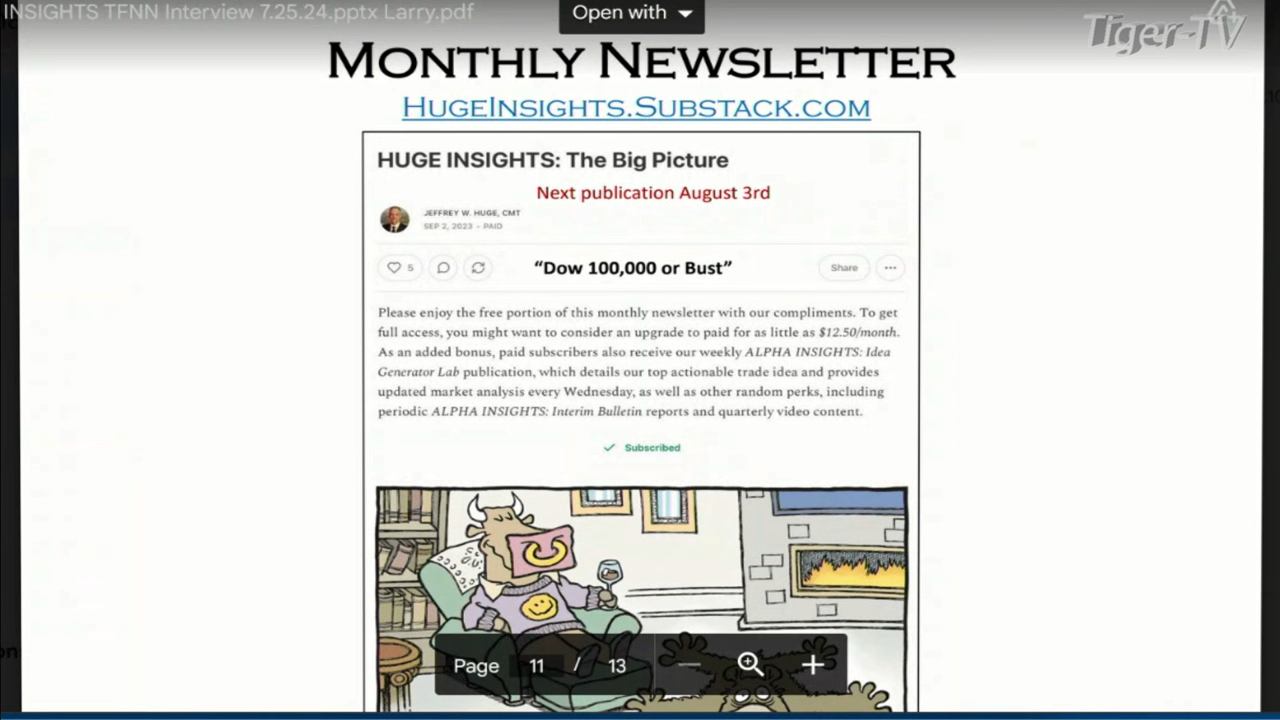 INSIGHTS TFNN Interview 7.25.24.pptx Larry.pdf
Open with
Tiger-TV
MONTHLY NEWSLETTER
HUGEINSIGHTS.SUBSTACK.COM
HUGE INSIGHTS: The Big Picture
Next publication August 3rd
JEFFREY W. HUGE, CMT
SEP 2, 2023 • PAID
5
“Dow 100,000 or Bust”
Share
Please enjoy the free portion of this monthly newsletter with our compliments. To get
full access, you might want to consider an upgrade to paid for as little as $12.50/month.
As an added bonus, paid subscribers also receive our weekly ALPHA INSIGHTS: Idea
Generator Lab publication, which details our top actionable trade idea and provides
updated market analysis every Wednesday, as well as other random perks, including
periodic ALPHA INSIGHTS: Interim Bulletin reports and quarterly video content.
Subscribed
Page 11 / 13